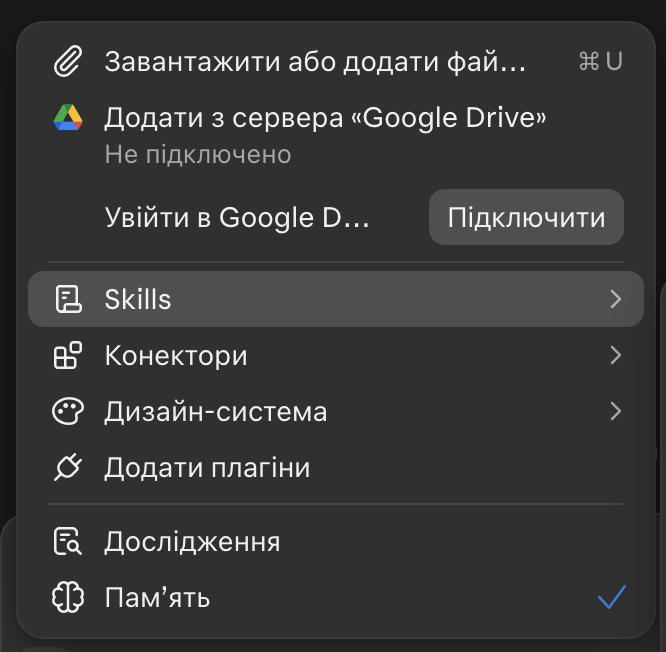 Завантажити або додати фай... ⌘ U
Додати з сервера «Google Drive»
Не підключено
Увійти в Google D... Підключити
Skills
Конектори
Дизайн-система
Додати плагіни
Дослідження
Пам’ять